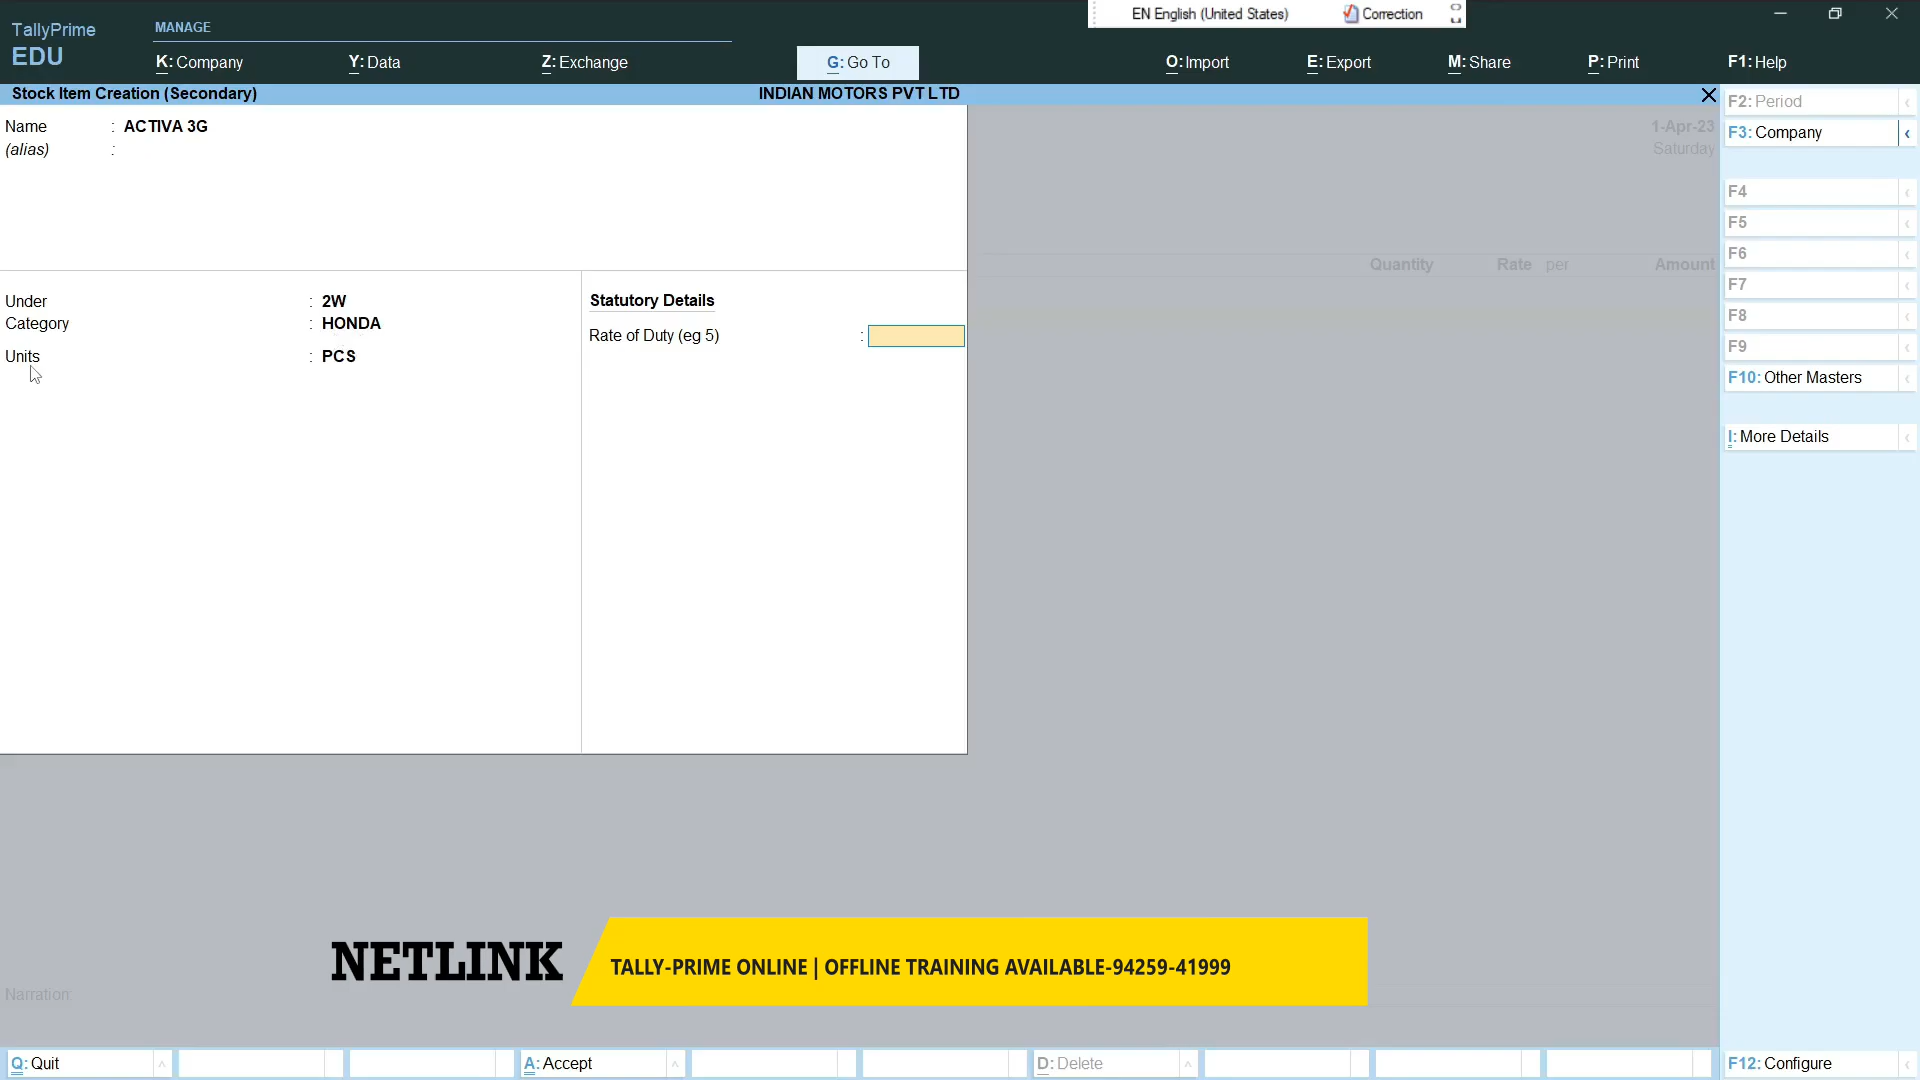 TallyPrime
EDU
MANAGE
EN English (United States) Correction
K: Company Y: Data Z: Exchange G: Go To O: Import E: Export M: Share P: Print F1: Help
Stock Item Creation (Secondary) INDIAN MOTORS PVT LTD
F2: Period
Name : ACTIVA 3G
(alias) :
1-Apr-23
Saturday
F3: Company
F4
F5
F6
Quantity Rate per Amount
F7
Under : 2W
Category : HONDA
Units : PCS
Statutory Details
Rate of Duty (eg 5) :
F8
F9
F10: Other Masters
I: More Details
NETLINK
TALLY-PRIME ONLINE | OFFLINE TRAINING AVAILABLE-94259-41999
Narration:
Q: Quit A: Accept D: Delete F12: Configure